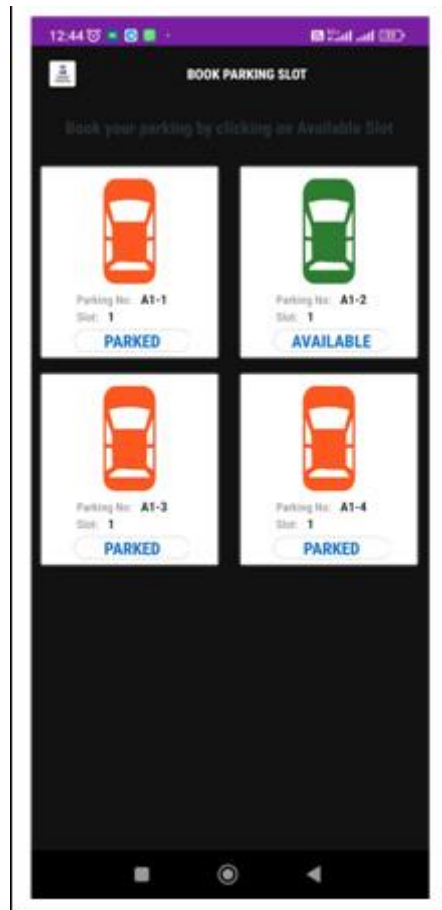 12:44
BOOK PARKING SLOT
Book your parking by clicking on Available Slot
Parking No: A1-1
Slot: 1
PARKED
Parking No: A1-2
Slot: 1
AVAILABLE
Parking No: A1-3
Slot: 1
PARKED
Parking No: A1-4
Slot: 1
PARKED